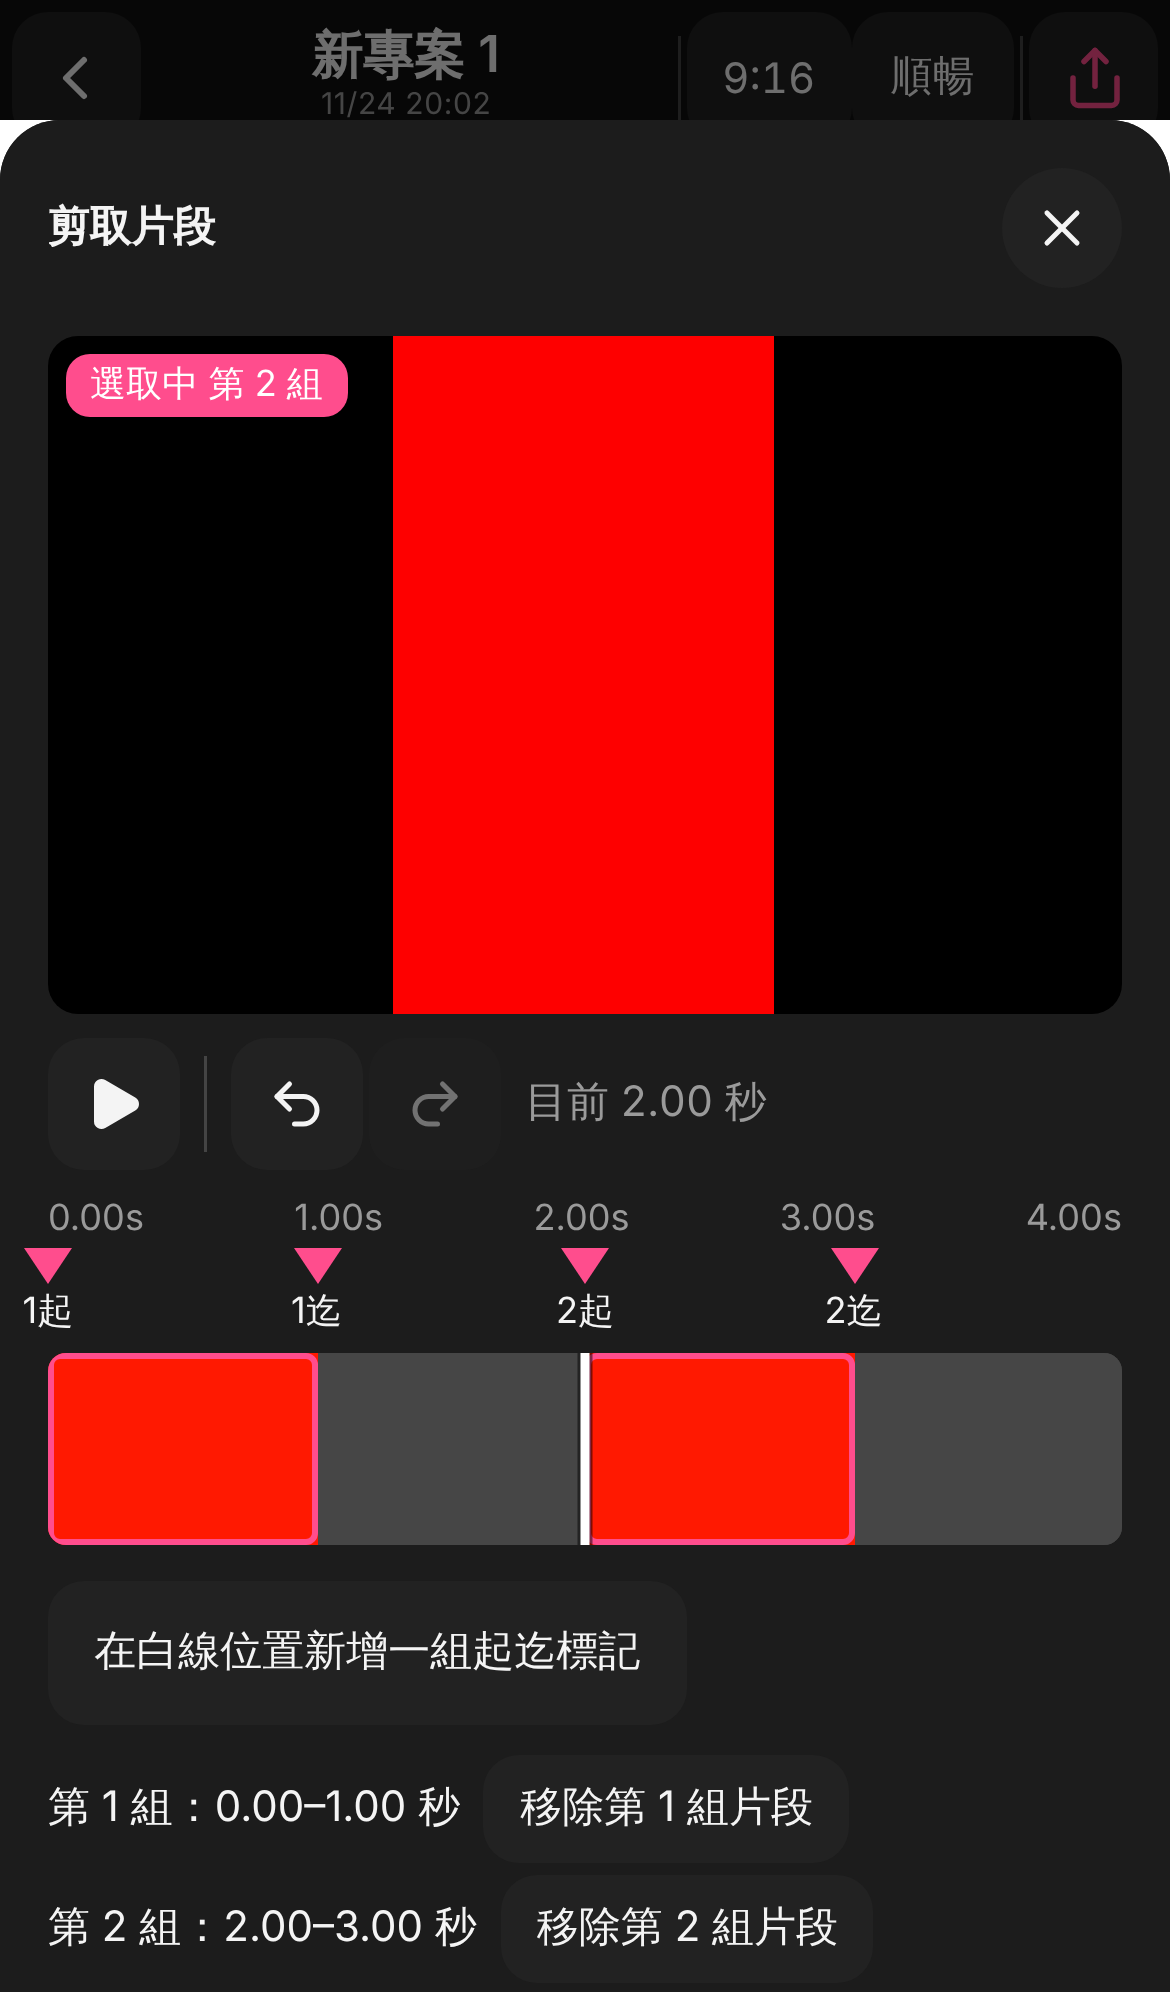 新專案 1
11/24 20:02
9:16
順暢
剪取片段
選取中 第 2 組
目前 2.00 秒
0.00s 1.00s 2.00s 3.00s 4.00s
1起 1迄 2起 2迄
在白線位置新增一組起迄標記
第 1 組：0.00–1.00 秒 移除第 1 組片段
第 2 組：2.00–3.00 秒 移除第 2 組片段